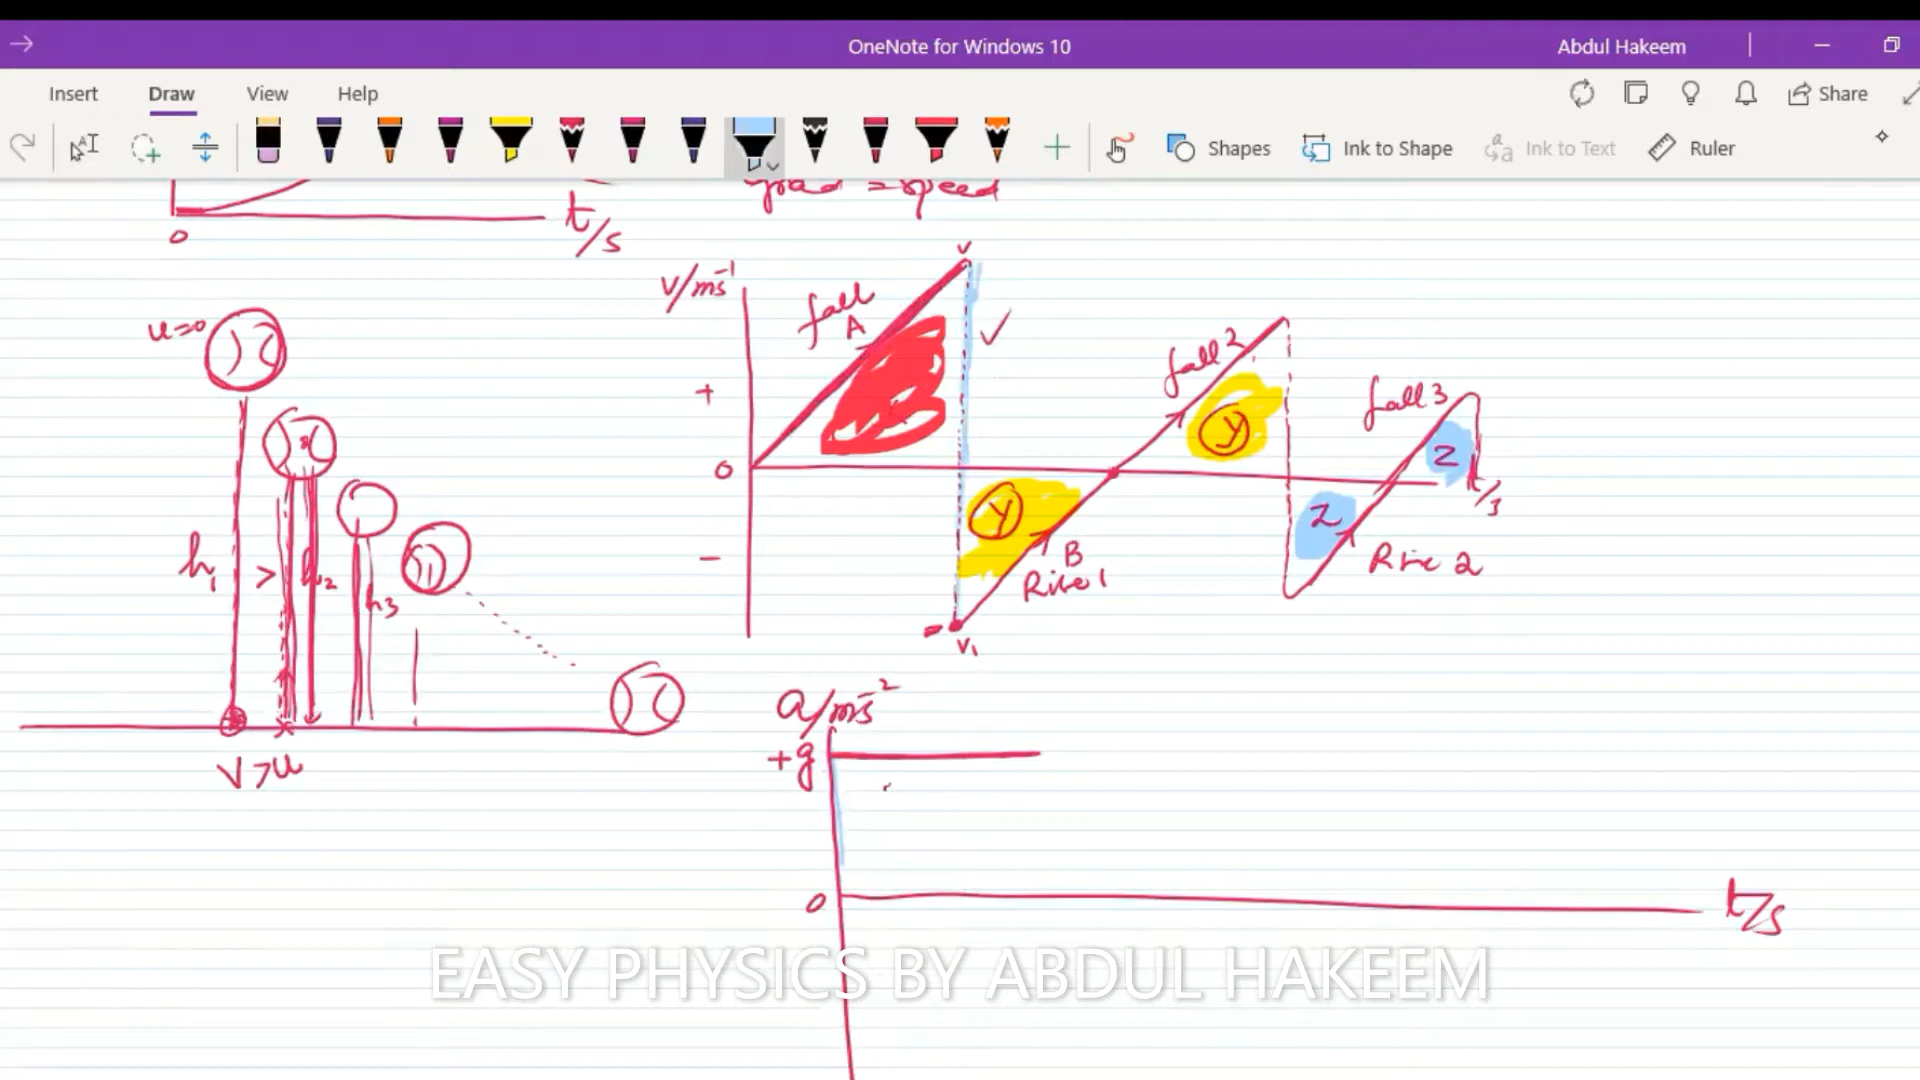 OneNote for Windows 10
Abdul Hakeem
Insert
Draw
View
Help
Share
Shapes
Ink to Shape
Ink to Text
Ruler
t/s
0
grad = speed
V/ms⁻¹
+
0
-
v
fall
A
✓
Y
B
Rise 1
V₁
fall 2
Y
fall 3
Z
Z
Rise 2
u=0
h₁
>
h₂
h₃
V>u
a/ms⁻²
+g
0
t/s
EASY PHYSICS BY ABDUL HAKEEM